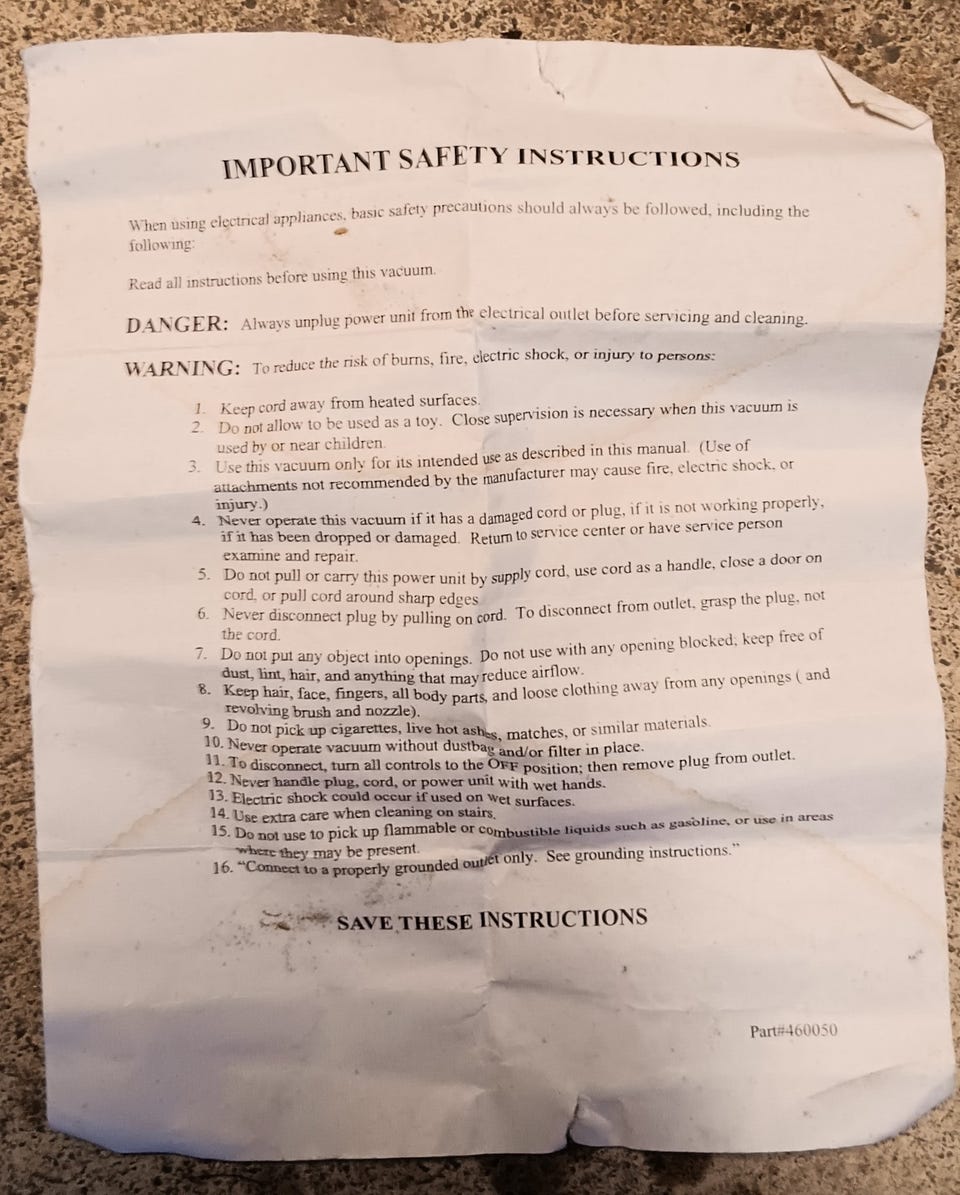 IMPORTANT SAFETY INSTRUCTIONS
When using electrical appliances, basic safety precautions should always be followed, including the
following:
Read all instructions before using this vacuum.
DANGER: Always unplug power unit from the electrical outlet before servicing and cleaning.
WARNING: To reduce the risk of burns, fire, electric shock, or injury to persons:
1. Keep cord away from heated surfaces.
2. Do not allow to be used as a toy. Close supervision is necessary when this vacuum is
used by or near children.
3. Use this vacuum only for its intended use as described in this manual. (Use of
attachments not recommended by the manufacturer may cause fire, electric shock, or
injury.)
4. Never operate this vacuum if it has a damaged cord or plug, if it is not working properly,
if it has been dropped or damaged. Return to service center or have service person
examine and repair.
5. Do not pull or carry this power unit by supply cord, use cord as a handle, close a door on
cord, or pull cord around sharp edges
6. Never disconnect plug by pulling on cord. To disconnect from outlet, grasp the plug, not
the cord.
7. Do not put any object into openings. Do not use with any opening blocked; keep free of
dust, lint, hair, and anything that may reduce airflow.
8. Keep hair, face, fingers, all body parts, and loose clothing away from any openings ( and
revolving brush and nozzle).
9. Do not pick up cigarettes, live hot ashes, matches, or similar materials.
10. Never operate vacuum without dustbag and/or filter in place.
11. To disconnect, turn all controls to the OFF position; then remove plug from outlet.
12. Never handle plug, cord, or power unit with wet hands.
13. Electric shock could occur if used on wet surfaces.
14. Use extra care when cleaning on stairs.
15. Do not use to pick up flammable or combustible liquids such as gasoline, or use in areas
where they may be present.
16. "Connect to a properly grounded outlet only. See grounding instructions."
SAVE THESE INSTRUCTIONS
Part#460050